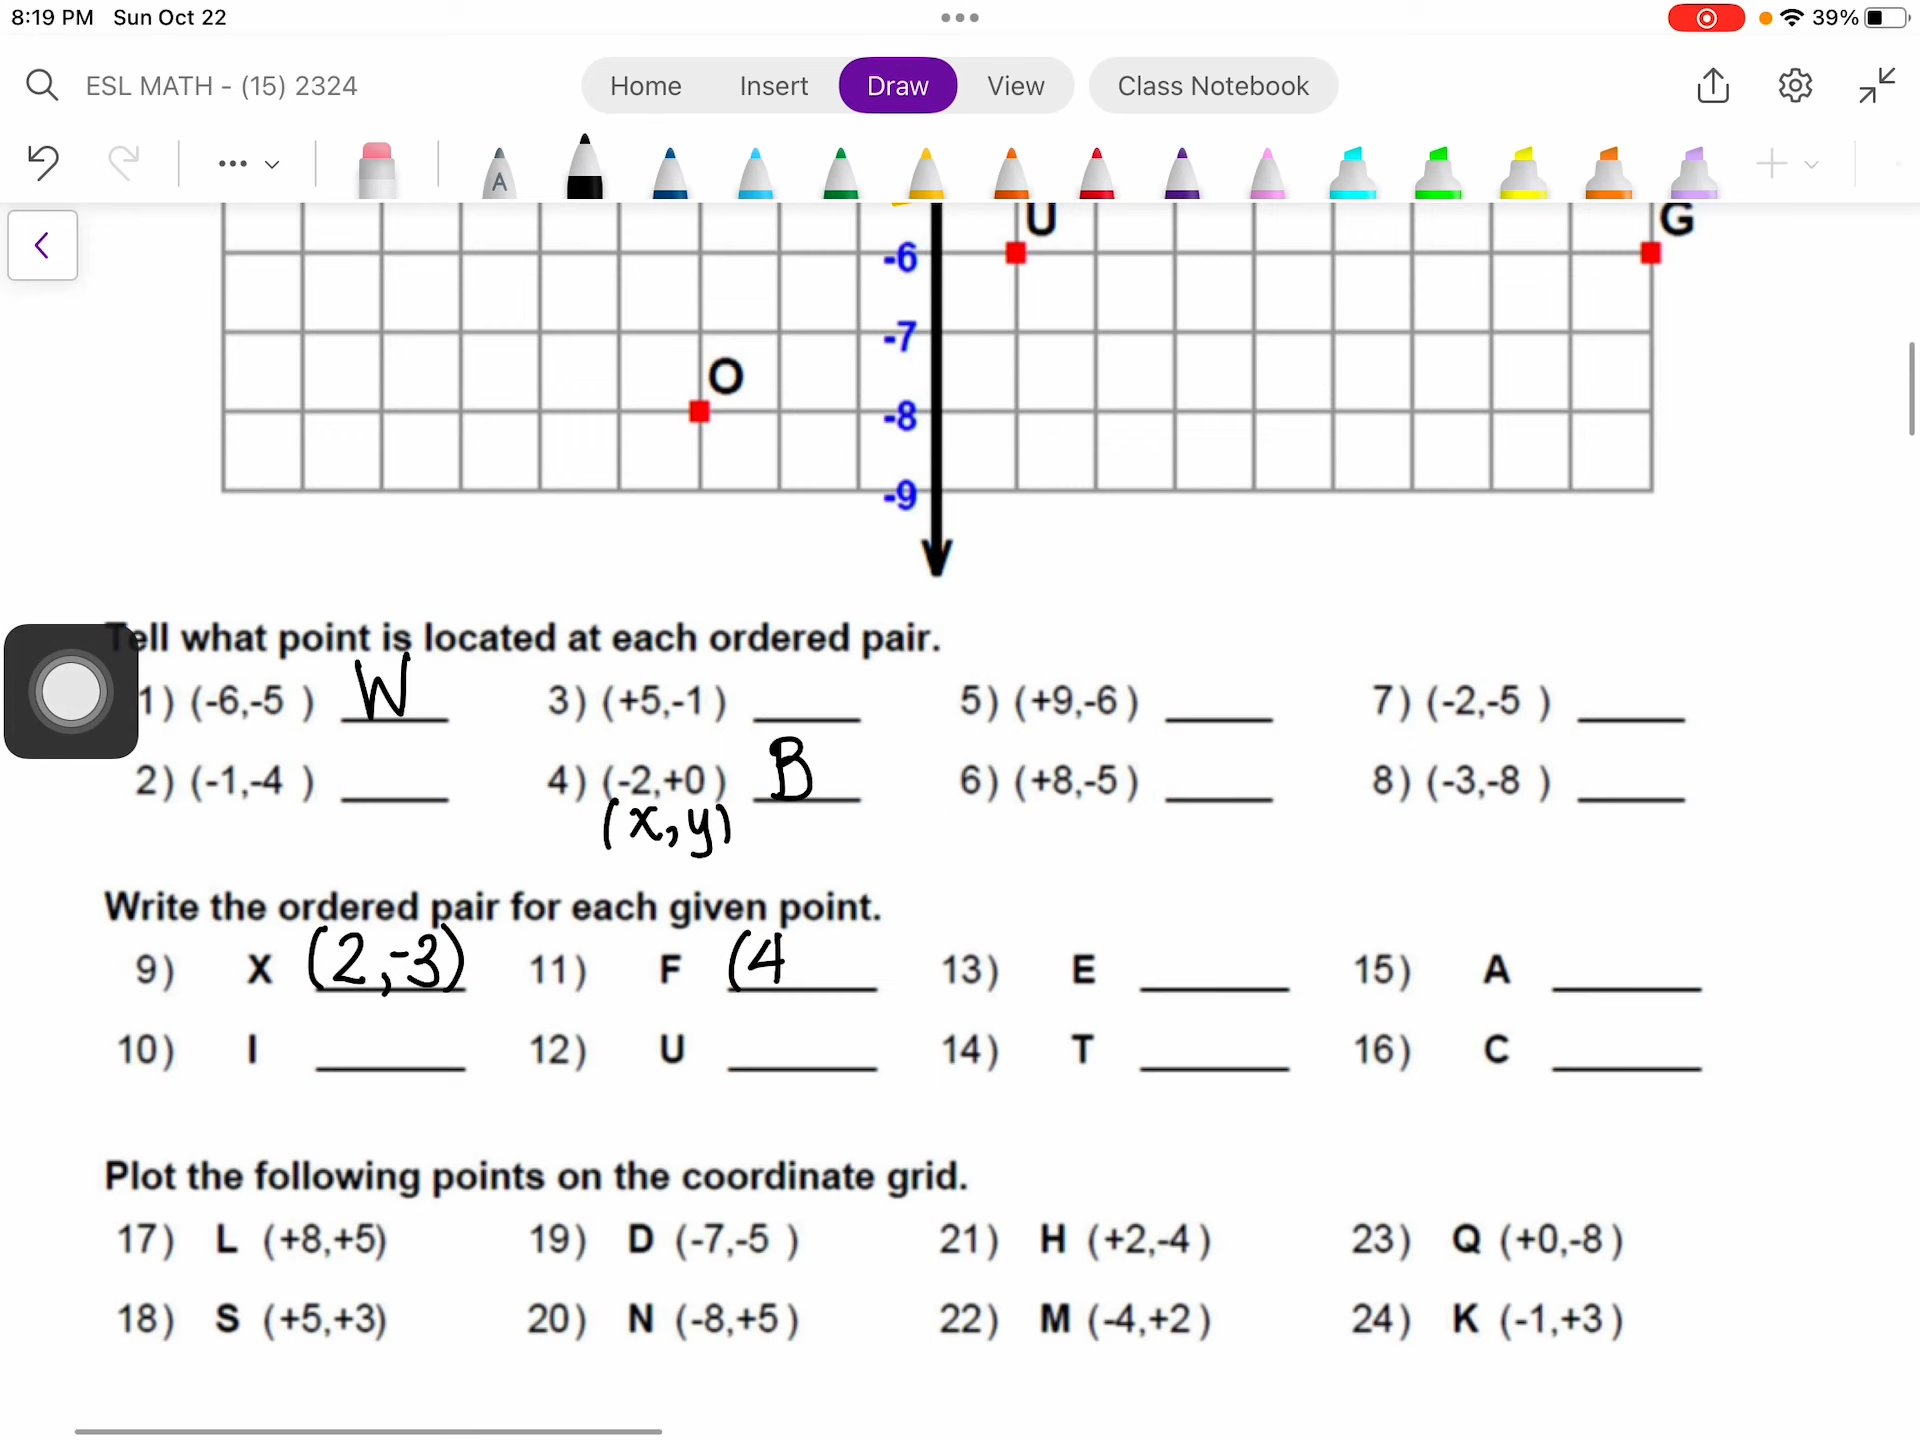 8:19 PM Sun Oct 22
39%
ESL MATH - (15) 2324
Home Insert Draw View Class Notebook
A
U
G
-6
-7
O
-8
-9
Tell what point is located at each ordered pair.
1) (-6,-5 ) W 3) (+5,-1 ) 5) (+9,-6) 7) (-2,-5 )
2) (-1,-4 ) 4) (-2,+0 ) B 6) (+8,-5) 8) (-3,-8 )
(x,y)
Write the ordered pair for each given point.
9) X (2,-3) 11) F (4 13) E 15) A
10) I 12) U 14) T 16) C
Plot the following points on the coordinate grid.
17) L (+8,+5) 19) D (-7,-5 ) 21) H (+2,-4 ) 23) Q (+0,-8 )
18) S (+5,+3) 20) N (-8,+5 ) 22) M (-4,+2 ) 24) K (-1,+3 )